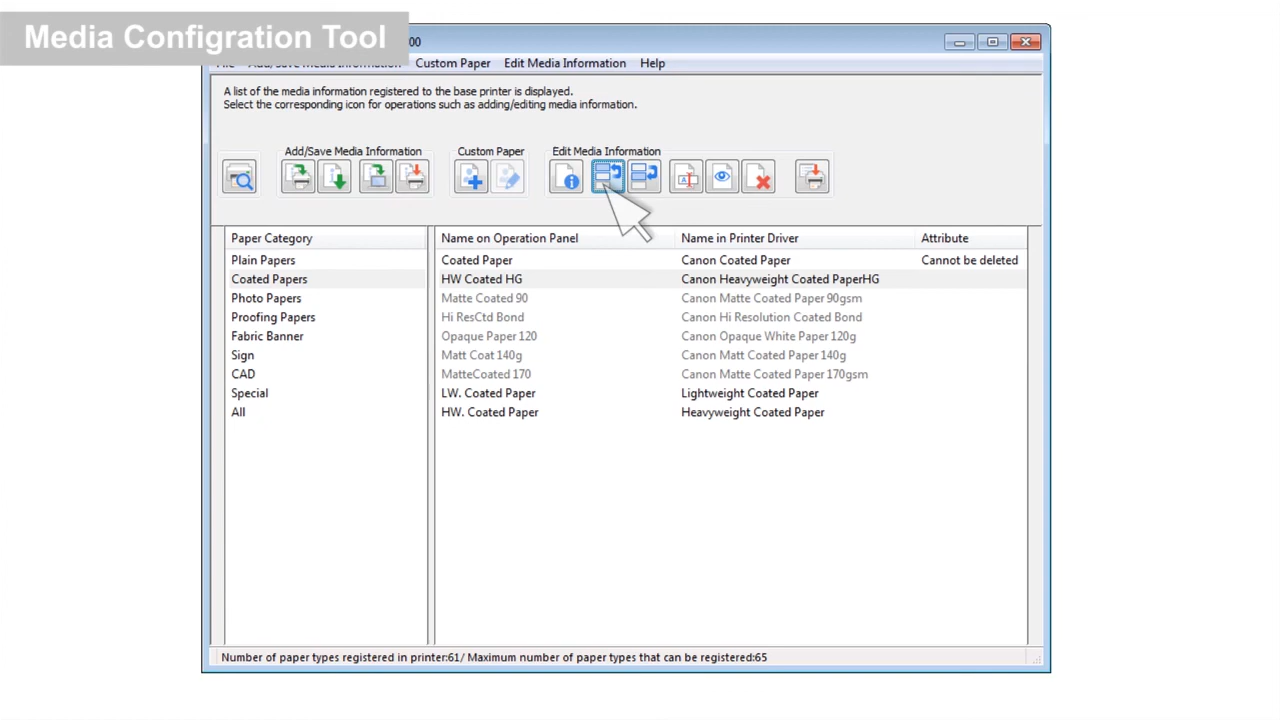 Media Configration Tool
00
Custom Paper Edit Media Information Help
A list of the media information registered to the base printer is displayed.
Select the corresponding icon for operations such as adding/editing media information.
Add/Save Media Information Custom Paper Edit Media Information
Paper Category Name on Operation Panel Name in Printer Driver Attribute
Plain Papers Coated Paper Canon Coated Paper Cannot be deleted
Coated Papers HW Coated HG Canon Heavyweight Coated PaperHG
Photo Papers Matte Coated 90 Canon Matte Coated Paper 90gsm
Proofing Papers Hi ResCtd Bond Canon Hi Resolution Coated Bond
Fabric Banner Opaque Paper 120 Canon Opaque White Paper 120g
Sign Matt Coat 140g Canon Matt Coated Paper 140g
CAD MatteCoated 170 Canon Matte Coated Paper 170gsm
Special LW. Coated Paper Lightweight Coated Paper
All HW. Coated Paper Heavyweight Coated Paper
Number of paper types registered in printer:61/ Maximum number of paper types that can be registered:65